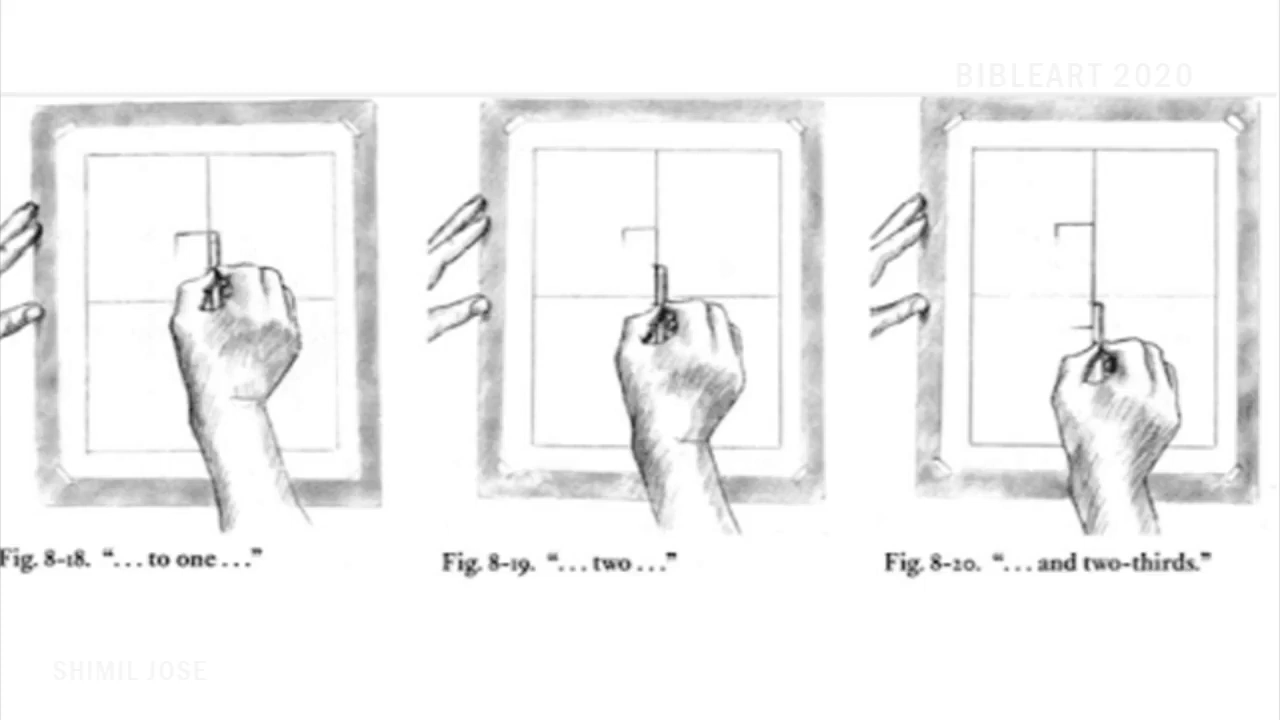 BIBLEART 2020
Fig. 8-18. “... to one ...”
Fig. 8-19. “... two ...”
Fig. 8-20. “... and two-thirds.”
SHIMIL JOSE